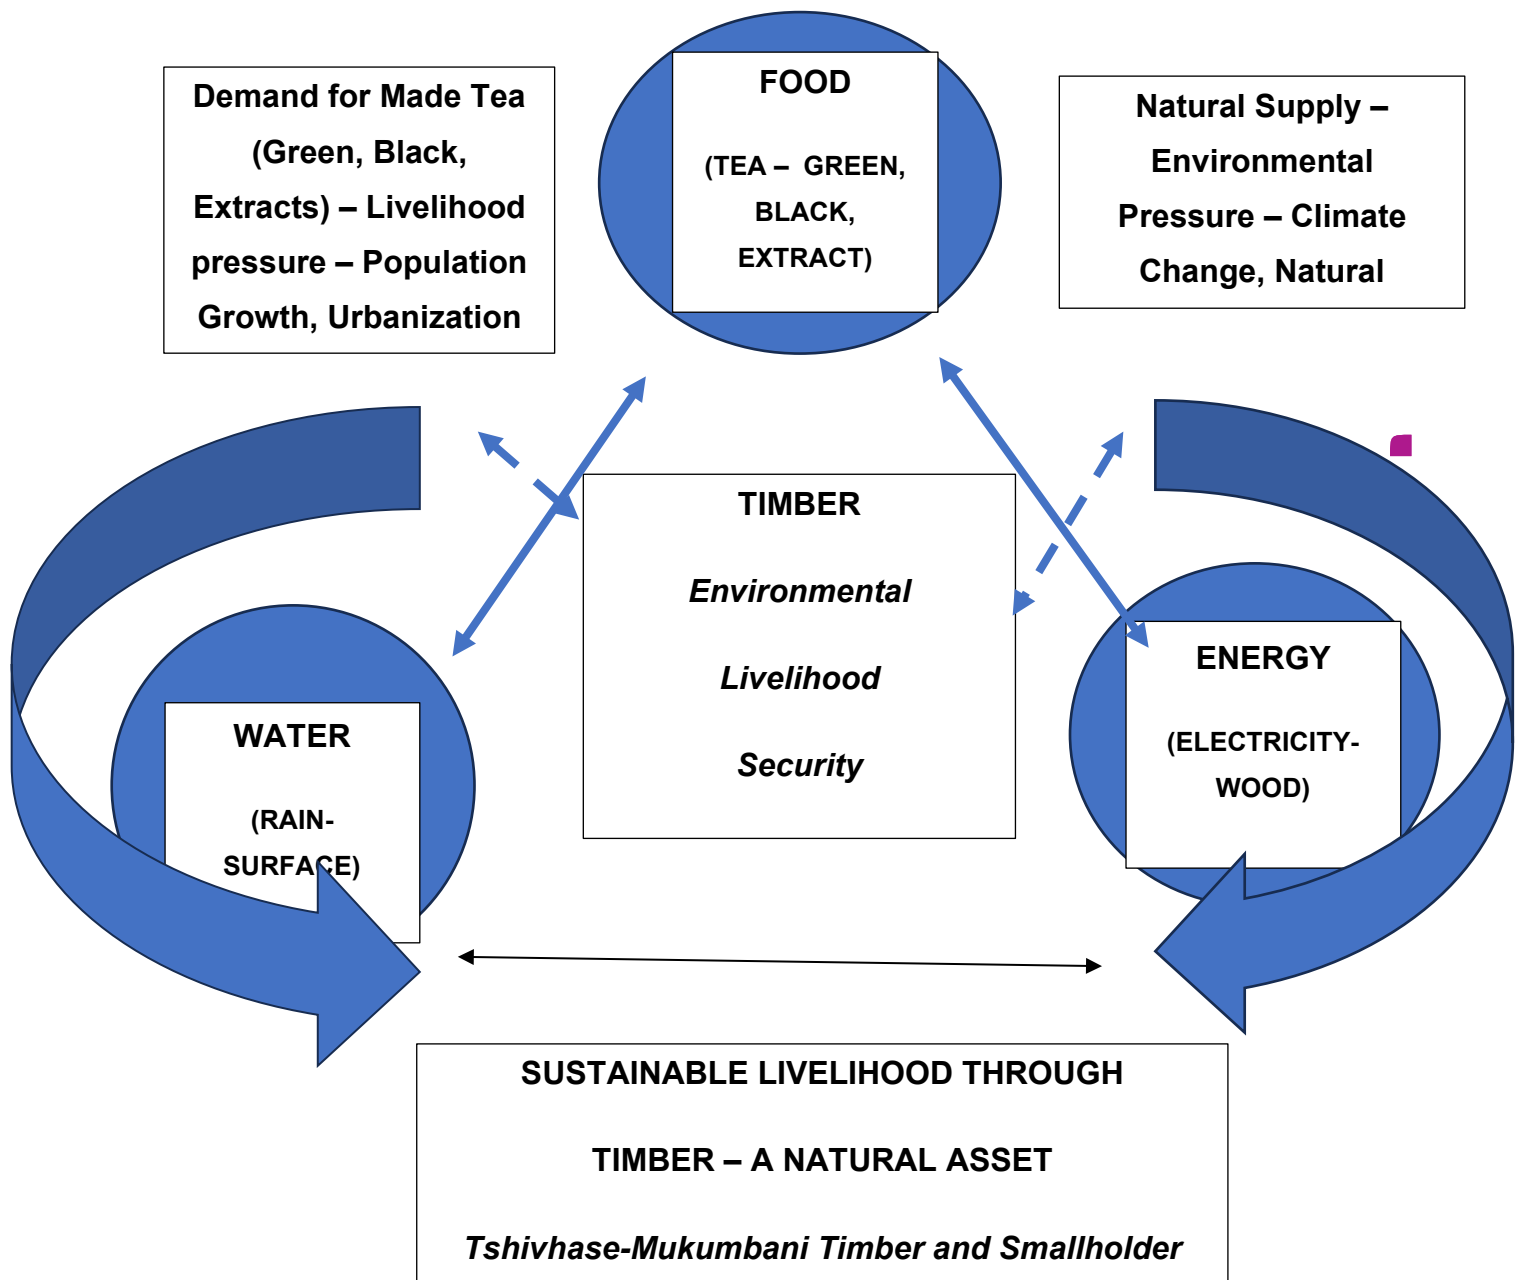 Demand for Made Tea
(Green, Black,
Extracts) – Livelihood
pressure – Population
Growth, Urbanization
FOOD
(TEA – GREEN,
BLACK,
EXTRACT)
Natural Supply –
Environmental
Pressure – Climate
Change, Natural
TIMBER
Environmental
Livelihood
Security
WATER
(RAIN-
SURFACE)
ENERGY
(ELECTRICITY-
WOOD)
SUSTAINABLE LIVELIHOOD THROUGH
TIMBER – A NATURAL ASSET
Tshivhase-Mukumbani Timber and Smallholder